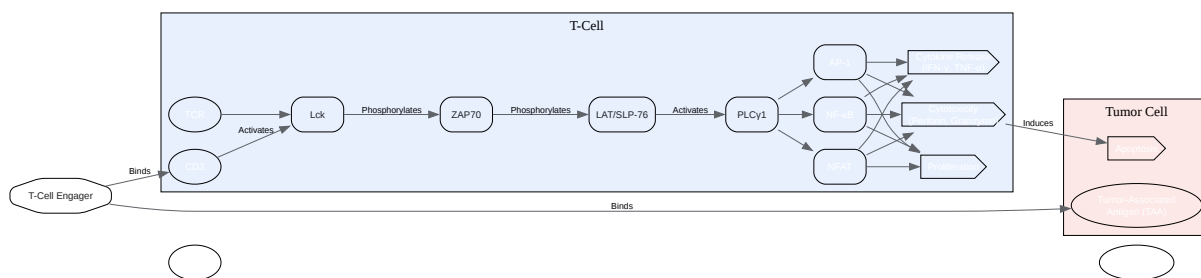 T-Cell
AP-1
Cytokine Release
(IFN-γ, TNF-α)
TCR
Lck
Phosphorylates
ZAP70
Phosphorylates
LAT/SLP-76
Activates
PLCγ1
NF-κB
Cytotoxicity
(Perforin, Granzymes)
Activates
CD3
NFAT
Proliferation
Induces
Tumor Cell
Apoptosis
Binds
T-Cell Engager
Binds
Tumor-Associated
Antigen (TAA)